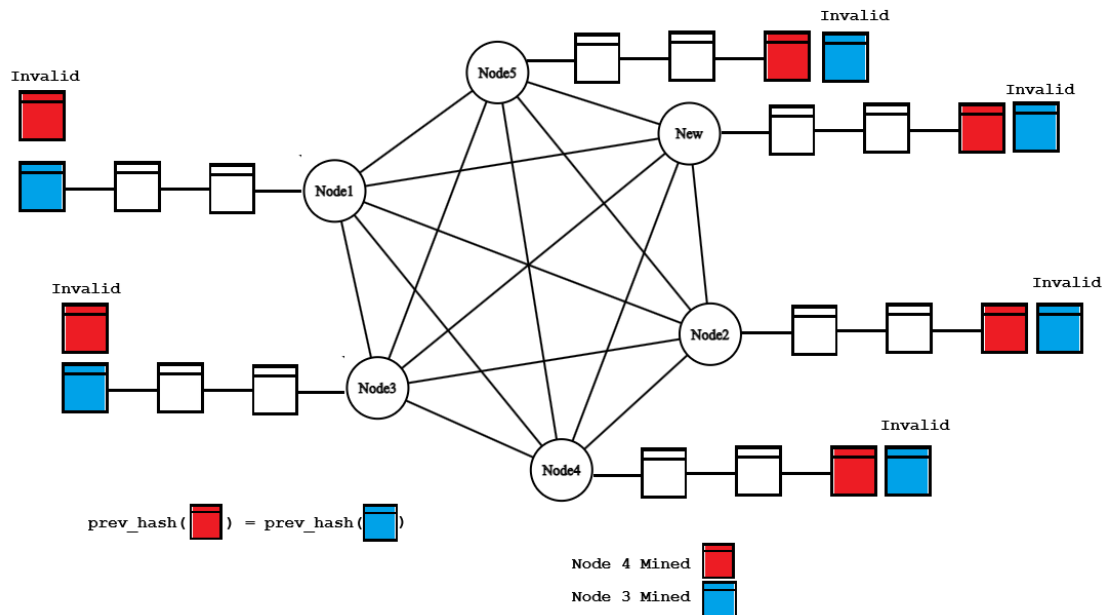 Invalid
Invalid
Invalid
Node5
New
Node1
Invalid
Invalid
Node2
Node3
Invalid
Node4
prev_hash( ) = prev_hash( )
Node 4 Mined
Node 3 Mined